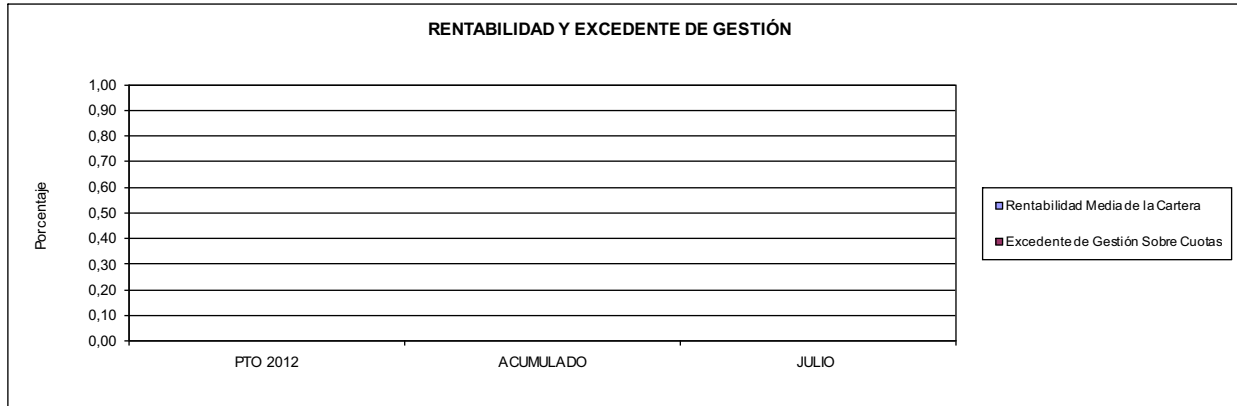 RENTABILIDAD Y EXCEDENTE DE GESTIÓN
Porcentaje
1,00
0,90
0,80
0,70
0,60
0,50
0,40
0,30
0,20
0,10
0,00
PTO 2012 ACUMULADO JULIO
Rentabilidad Media de la Cartera
Excedente de Gestión Sobre Cuotas